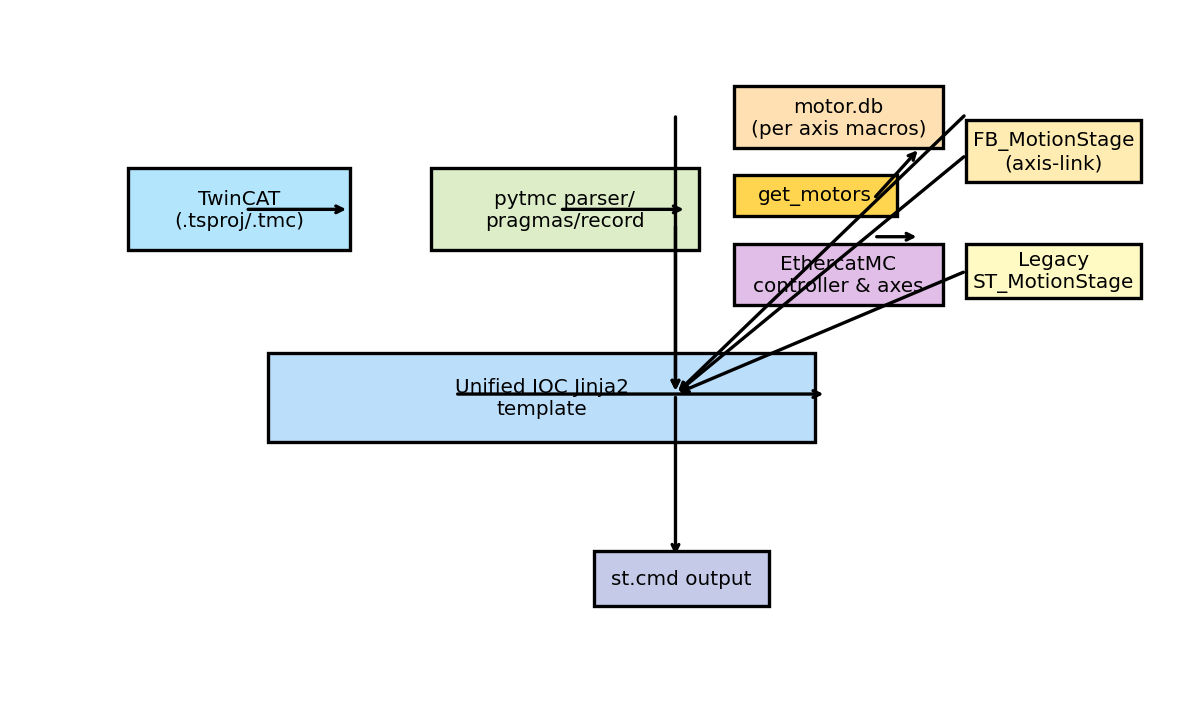 motor.db
(per axis macros)
FB_MotionStage
(axis-link)
TwinCAT
(.tsproj/.tmc)
pytmc parser/
pragmas/record
get_motors
EthercatMC
controller & axes
Legacy
ST_MotionStage
Unified IOC Jinja2
template
st.cmd output